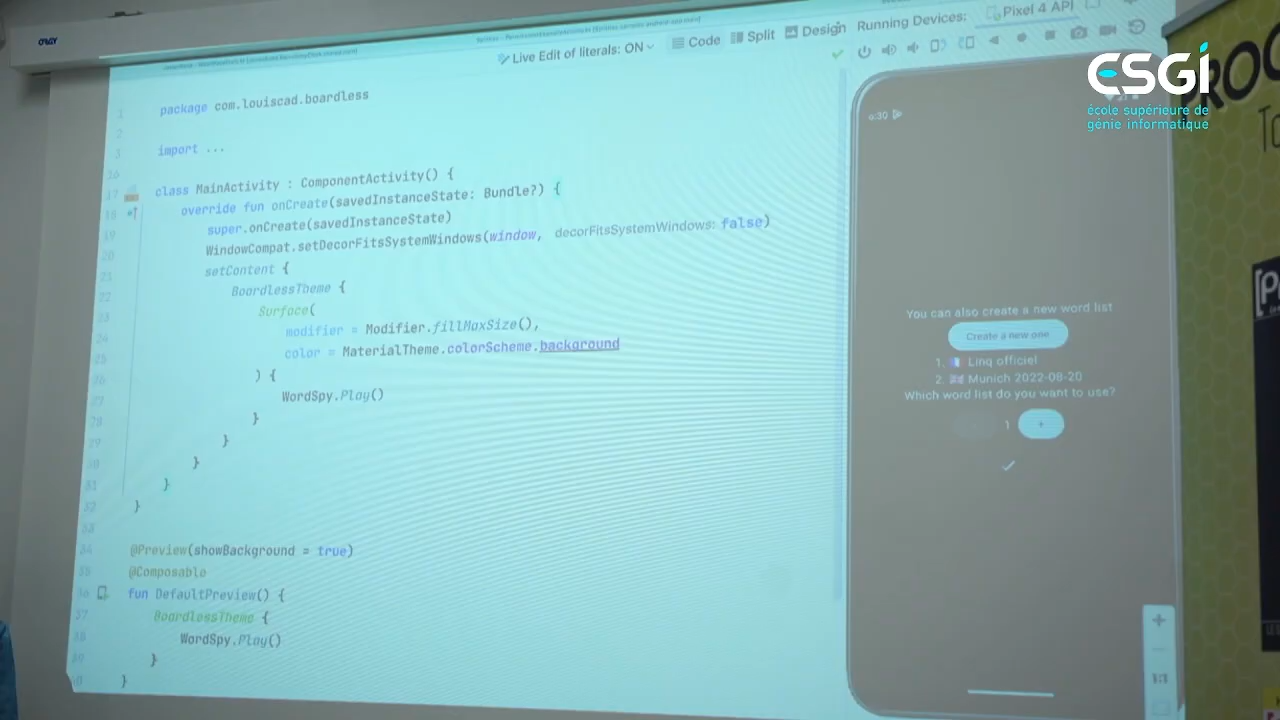 Live Edit of literals: ON
Code
Split
Design
Running Devices:
Pixel 4 API
ESGi
école supérieure de
génie informatique
package com.louiscad.boardless
import ...
class MainActivity : ComponentActivity() {
override fun onCreate(savedInstanceState: Bundle?) {
super.onCreate(savedInstanceState)
WindowCompat.setDecorFitsSystemWindows(window, decorFitsSystemWindows: false)
setContent {
BoardlessTheme {
Surface(
modifier = Modifier.fillMaxSize(),
color = MaterialTheme.colorScheme.background
) {
WordSpy.Play()
}
}
}
}
}
@Preview(showBackground = true)
@Composable
fun DefaultPreview() {
BoardlessTheme {
WordSpy.Play()
}
}
You can also create a new word list
Create a new one
1. Linq officiel
2. Munich 2022-08-20
Which word list do you want to use?
1 +
1:1